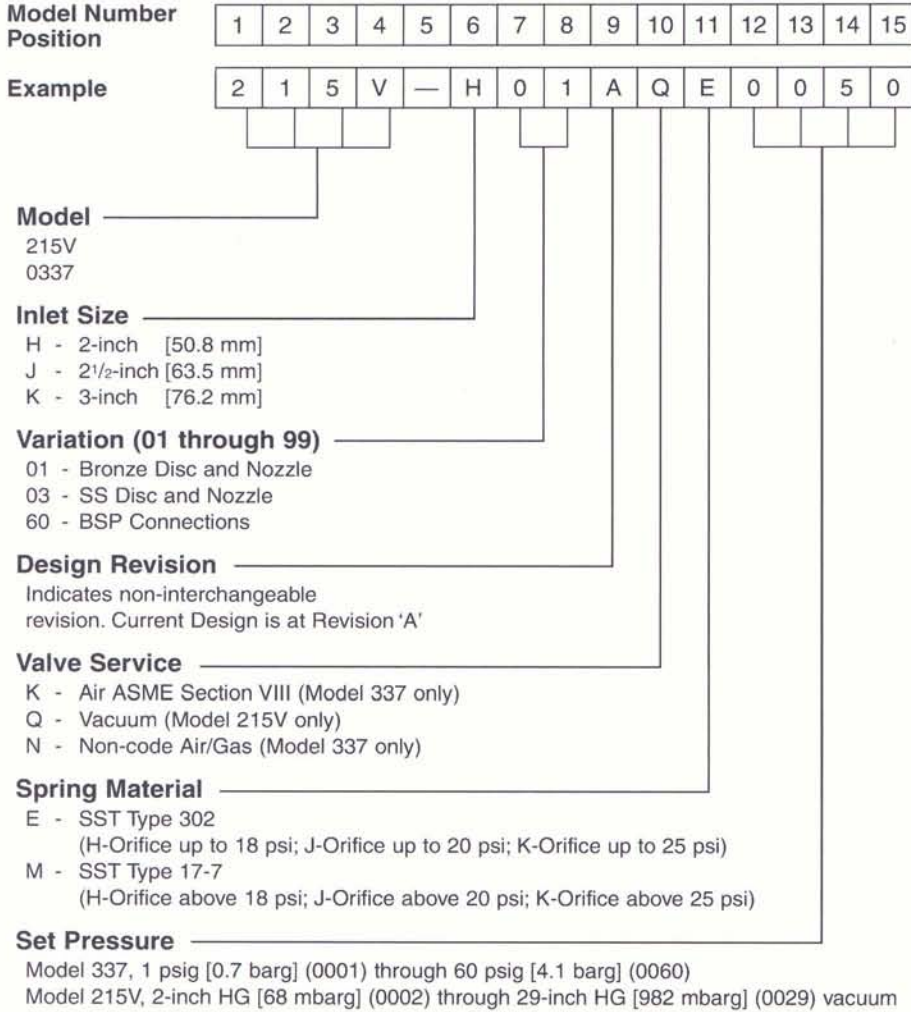 Model Number Position 1 2 3 4 5 6 7 8 9 10 11 12 13 14 15
Example 2 1 5 V — H 0 1 A Q E 0 0 5 0
Model
215V
0337
Inlet Size
H - 2-inch [50.8 mm]
J - 2 1/2-inch [63.5 mm]
K - 3-inch [76.2 mm]
Variation (01 through 99)
01 - Bronze Disc and Nozzle
03 - SS Disc and Nozzle
60 - BSP Connections
Design Revision
Indicates non-interchangeable
revision. Current Design is at Revision 'A'
Valve Service
K - Air ASME Section VIII (Model 337 only)
Q - Vacuum (Model 215V only)
N - Non-code Air/Gas (Model 337 only)
Spring Material
E - SST Type 302
(H-Orifice up to 18 psi; J-Orifice up to 20 psi; K-Orifice up to 25 psi)
M - SST Type 17-7
(H-Orifice above 18 psi; J-Orifice above 20 psi; K-Orifice above 25 psi)
Set Pressure
Model 337, 1 psig [0.7 barg] (0001) through 60 psig [4.1 barg] (0060)
Model 215V, 2-inch HG [68 mbarg] (0002) through 29-inch HG [982 mbarg] (0029) vacuum